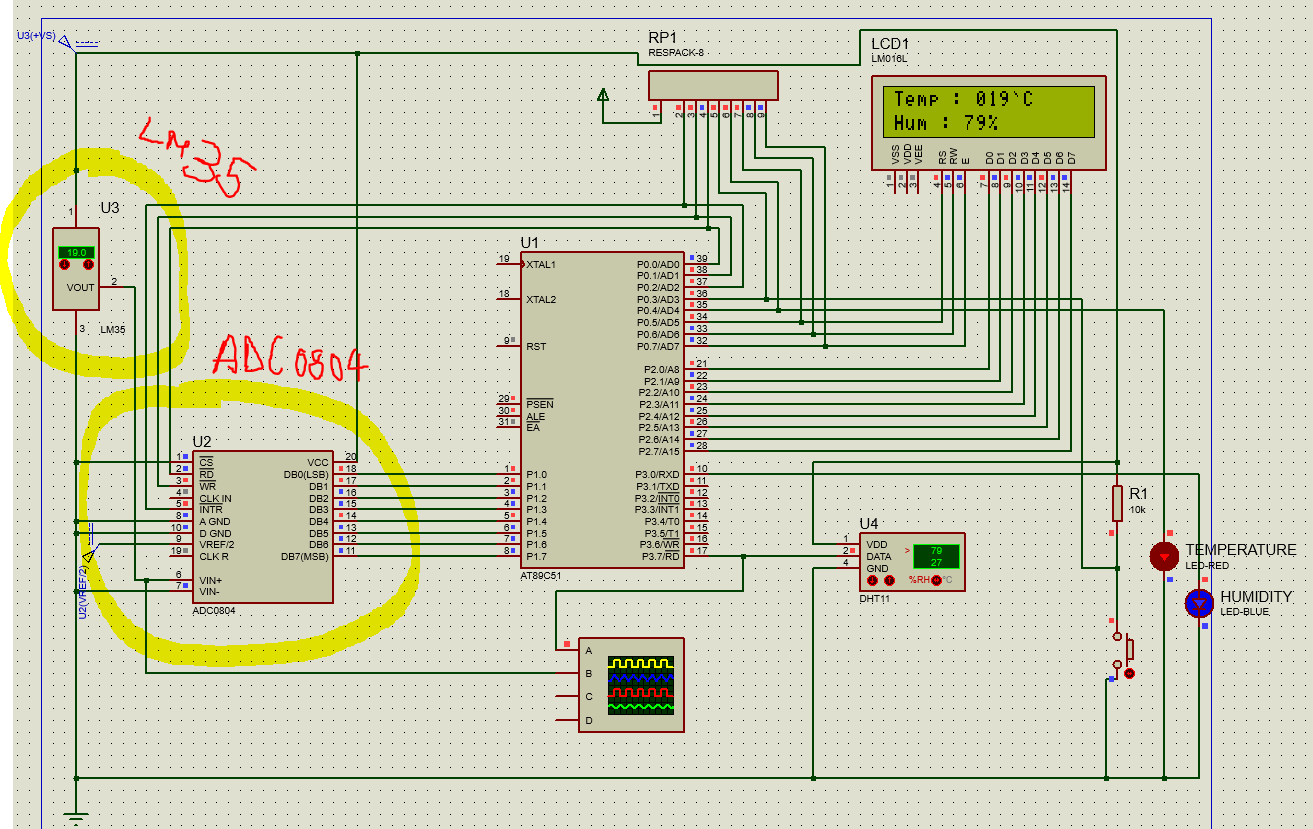 U3(+VS)
RP1
RESPACK-8
1 2 3 4 5 6 7 8 9
LCD1
LM016L
Temp : 019`C
Hum : 79%
VSS VDD VEE RS RW E D0 D1 D2 D3 D4 D5 D6 D7
1 2 3 4 5 6 7 8 9 10 11 12 13 14
LM35
U3
1
19.0
VOUT
2
3
LM35
ADC0804
U2
1 CS
2 RD
3 WR
4 CLK IN
5 INTR
8 A GND
10 D GND
9 VREF/2
19 CLK R
6 VIN+
7 VIN-
VCC 20
DB0(LSB) 18
DB1 17
DB2 16
DB3 15
DB4 14
DB5 13
DB6 12
DB7(MSB) 11
ADC0804
U2(VREF/2)
U1
19 XTAL1
18 XTAL2
9 RST
29 PSEN
30 ALE
31 EA
1 P1.0
2 P1.1
3 P1.2
4 P1.3
5 P1.4
6 P1.5
7 P1.6
8 P1.7
P0.0/AD0 39
P0.1/AD1 38
P0.2/AD2 37
P0.3/AD3 36
P0.4/AD4 35
P0.5/AD5 34
P0.6/AD6 33
P0.7/AD7 32
P2.0/A8 21
P2.1/A9 22
P2.2/A10 23
P2.3/A11 24
P2.4/A12 25
P2.5/A13 26
P2.6/A14 27
P2.7/A15 28
P3.0/RXD 10
P3.1/TXD 11
P3.2/INT0 12
P3.3/INT1 13
P3.4/T0 14
P3.5/T1 15
P3.6/WR 16
P3.7/RD 17
AT89C51
U4
1 VDD
2 DATA
4 GND
>
79
27
%RH °C
DHT11
R1
10k
TEMPERATURE
LED-RED
HUMIDITY
LED-BLUE
A
B
C
D